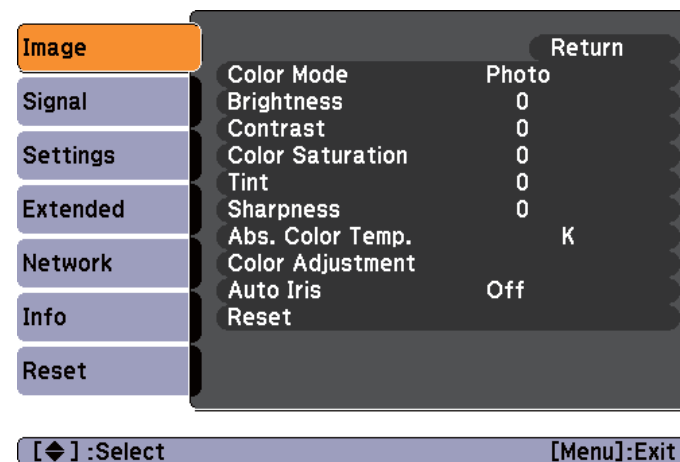 Image
Signal
Settings
Extended
Network
Info
Reset
Return
Color Mode Photo
Brightness 0
Contrast 0
Color Saturation 0
Tint 0
Sharpness 0
Abs. Color Temp. K
Color Adjustment
Auto Iris Off
Reset
[◆] :Select [Menu]:Exit